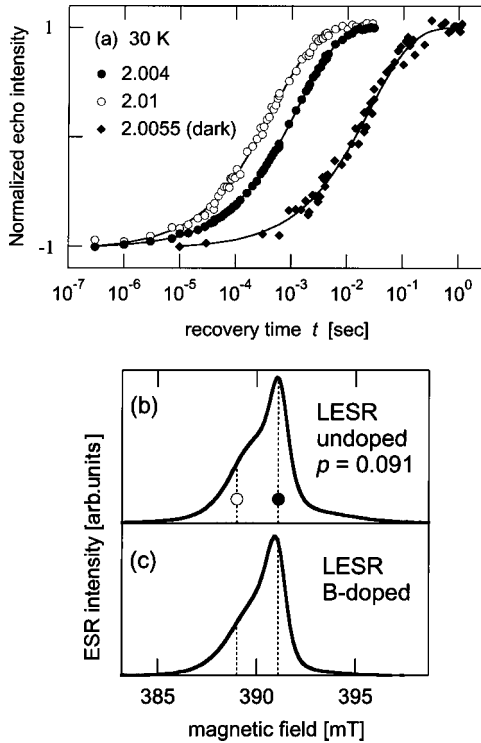 (a) 30 K
2.004
2.01
2.0055 (dark)
Normalized echo intensity
1
-1
10-7 10-6 10-5 10-4 10-3 10-2 10-1 100
recovery time t [sec]
(b)
LESR
undoped
p = 0.091
(c)
LESR
B-doped
ESR intensity [arb.units]
385 390 395
magnetic field [mT]